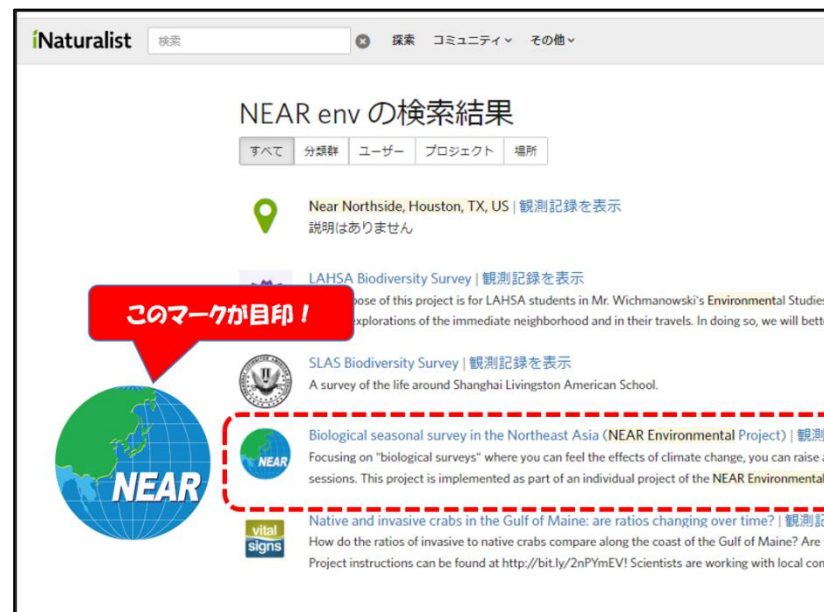 iNaturalist 検索 探索 コミュニティ その他
NEAR env の検索結果
すべて 分類群 ユーザー プロジェクト 場所
Near Northside, Houston, TX, US | 観測記録を表示
説明はありません
LAHSA Biodiversity Survey | 観測記録を表示
of this project is for LAHSA students in Mr. Wichmanowski's Environmental Studies
このマークが目印！
explorations of the immediate neighborhood and in their travels. In doing so, we will bett
SLAS Biodiversity Survey | 観測記録を表示
A survey of the life around Shanghai Livingston American School.
Biological seasonal survey in the Northeast Asia (NEAR Environmental Project) | 観測
Focusing on "biological surveys" where you can feel the effects of climate change, you can raise a
NEAR
sessions. This project is implemented as part of an individual project of the NEAR Environmental
NEAR
Native and invasive crabs in the Gulf of Maine: are ratios changing over time? | 観測記
vital
signs
How do the ratios of invasive to native crabs compare along the coast of the Gulf of Maine? Are
Project instructions can be found at http://bit.ly/2nPYmEV! Scientists are working with local con